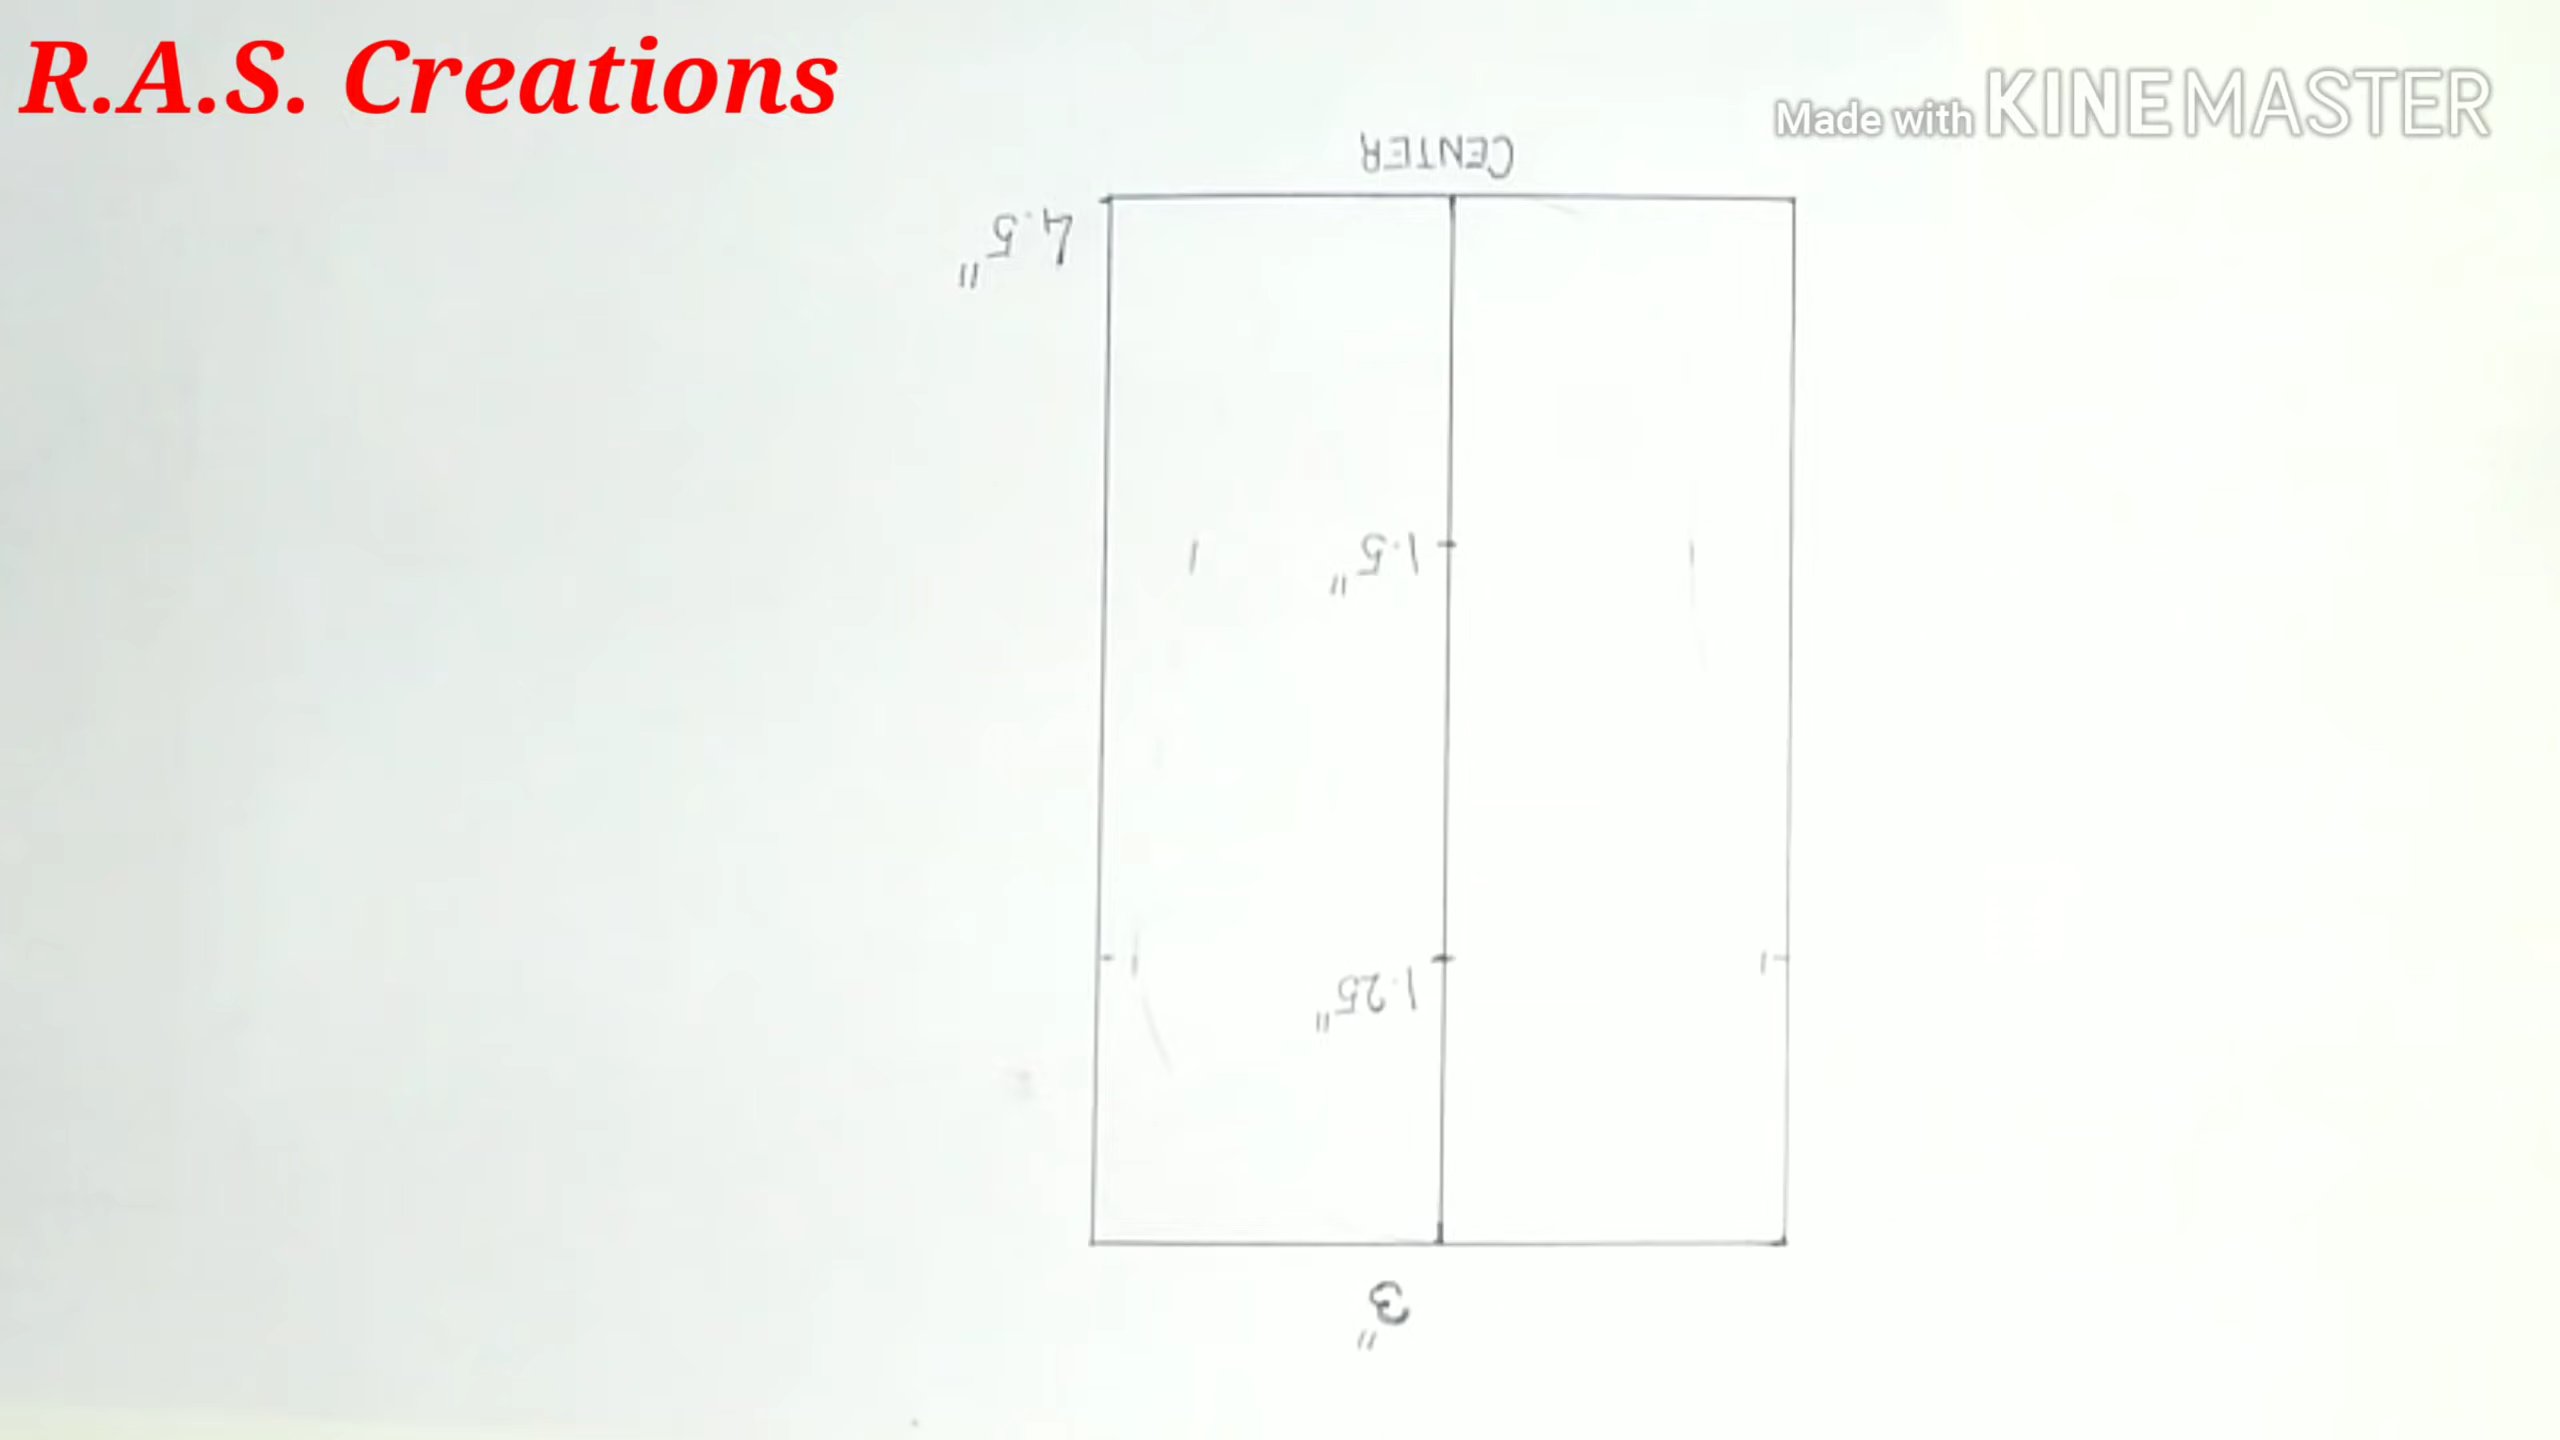 R.A.S. Creations
Made with KINEMASTER
CENTER
4.5"
1.5"
1.25"
3"